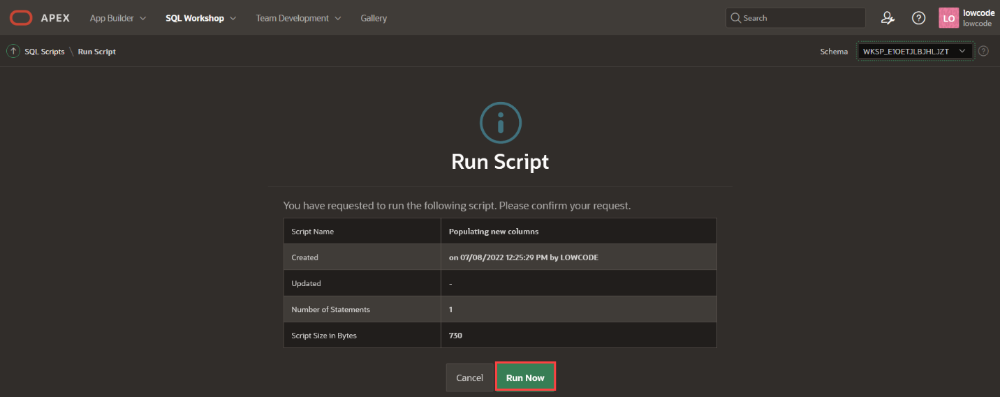 APEX App Builder SQL Workshop Team Development Gallery Search ? LO lowcode
lowcode
SQL Scripts \ Run Script Schema WKSP_E1OETJLBJHLJZT ?
Run Script
You have requested to run the following script. Please confirm your request.
Script Name Populating new columns
Created on 07/08/2022 12:25:29 PM by LOWCODE
Updated -
Number of Statements 1
Script Size in Bytes 730
Cancel Run Now